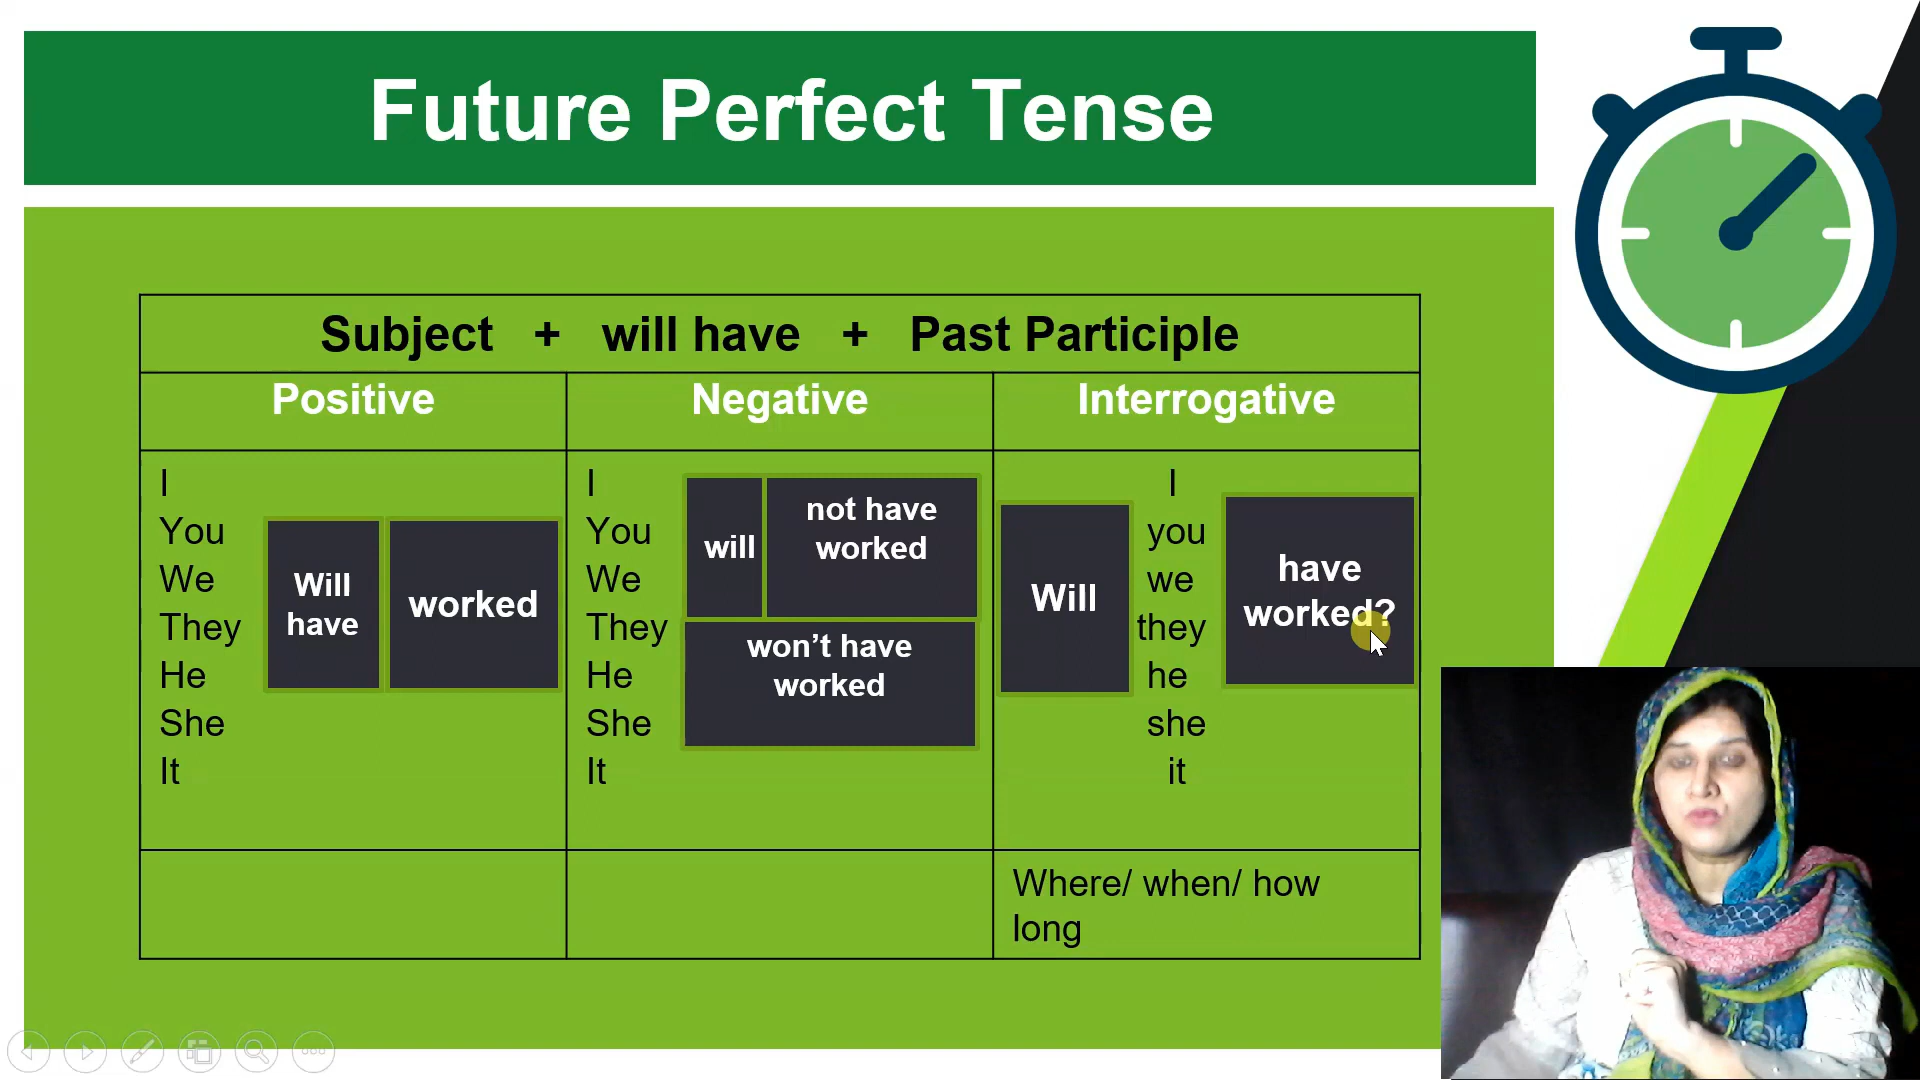 Future Perfect Tense
Subject + will have + Past Participle
Positive
Negative
Interrogative
I
You
We
They
He
She
It
Will
have
worked
I
You
We
They
He
She
It
will
not have
worked
won’t have
worked
Will
I
you
we
they
he
she
it
have
worked?
Where/ when/ how
long